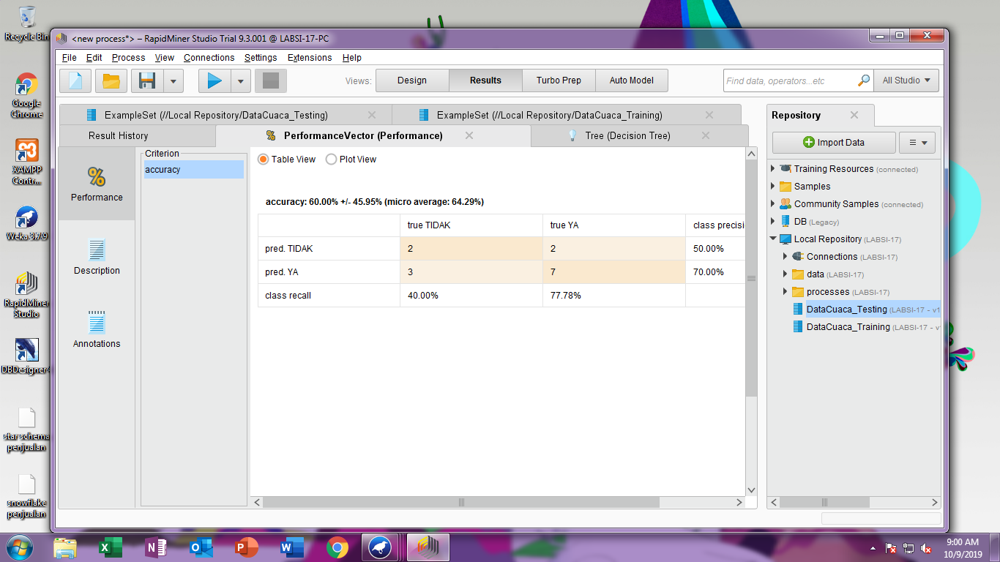 Recycle Bin
Google
Chrome
XAMPP
Contr...
Weka 3.7.9
RapidMiner
Studio
DBDesigner4
star schema
penjualan
snowflake
penjualan
<new process*> – RapidMiner Studio Trial 9.3.001 @ LABSI-17-PC
File Edit Process View Connections Settings Extensions Help
Views: Design Results Turbo Prep Auto Model
Find data, operators...etc
All Studio
ExampleSet (//Local Repository/DataCuaca_Testing)
ExampleSet (//Local Repository/DataCuaca_Training)
Result History
PerformanceVector (Performance)
Tree (Decision Tree)
%
Performance
Description
Annotations
Criterion
accuracy
Table View Plot View
accuracy: 60.00% +/- 45.95% (micro average: 64.29%)
true TIDAK true YA class precisi
pred. TIDAK 2 2 50.00%
pred. YA 3 7 70.00%
class recall 40.00% 77.78%
Repository
Import Data
Training Resources (connected)
Samples
Community Samples (connected)
DB (Legacy)
Local Repository (LABSI-17)
Connections (LABSI-17)
data (LABSI-17)
processes (LABSI-17)
DataCuaca_Testing (LABSI-17 - v1
DataCuaca_Training (LABSI-17 - v
9:00 AM
10/9/2019